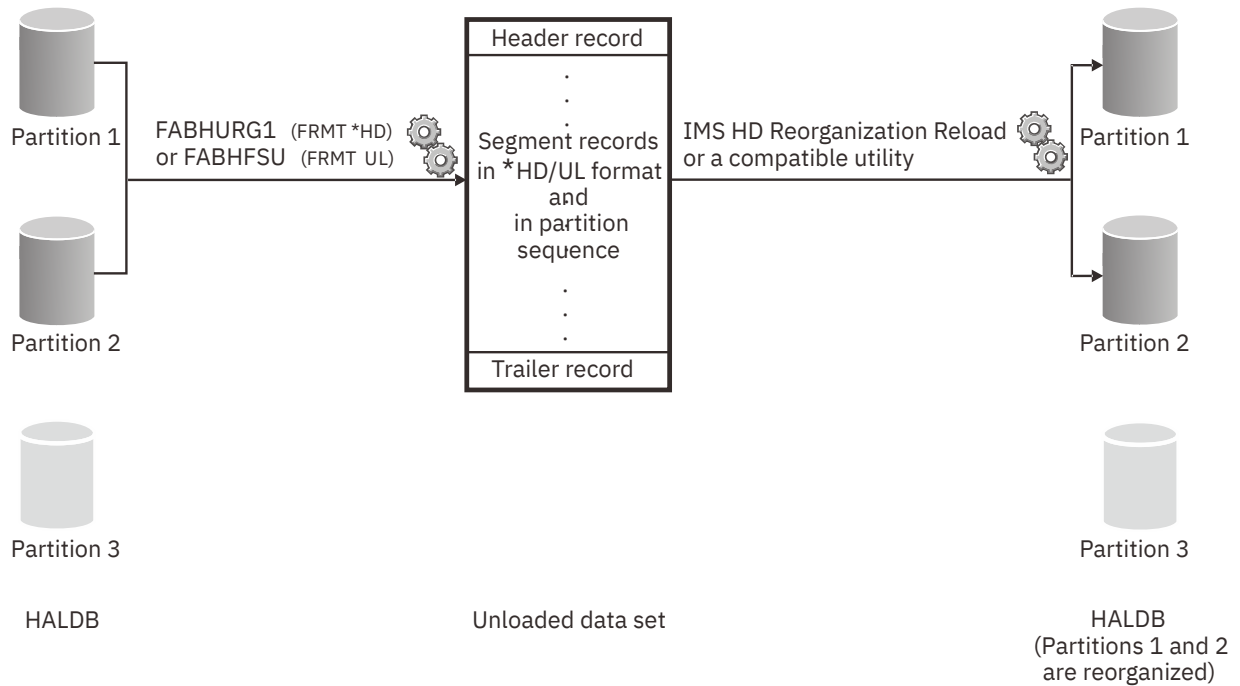 Header record
Partition 1
FABHURG1 (FRMT *HD)
or FABHFSU (FRMT UL)
Segment records
in *HD/UL format
and
in partition
sequence
IMS HD Reorganization Reload
or a compatible utility
Partition 1
Partition 2
Trailer record
Partition 2
Partition 3
Partition 3
HALDB
Unloaded data set
HALDB
(Partitions 1 and 2
are reorganized)